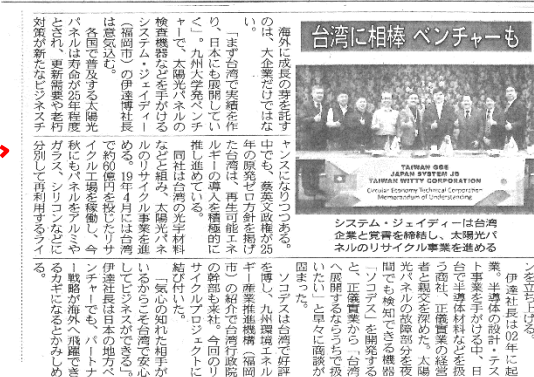 台湾に相棒 ベンチャーも
TAIWAN GGE
JAPAN SYSTEM JD
TAIWAN WITTY CORPORATION
Circular Economy Technical Corporation
Memorandum of Understanding
システム・ジェイディーは台湾
企業と覚書を締結し、太陽光パ
ネルのリサイクル事業を進める
海外に成長の芽を託す
のは、大企業だけではな
い。
「まず台湾で実績を作
り、日本にも展開してい
く」。九州大学発ベンチ
ャーで、太陽光パネルの
検査機器などを手がける
システム・ジェイディー
（福岡市）の伊達博社長
は意気込む。
各国で普及する太陽光
パネルは寿命が25年程度
とされ、更新需要や老朽
対策が新たなビジネスチ
ャンスになりつつある。
中でも、蔡英文政権が25
年の原発ゼロ方針を掲げ
た台湾は、再生可能エネ
ルギーの導入を積極的に
推し進めている。
同社は台湾の光宇材料
などと組み、太陽光パネ
ルのリサイクル事業を進
める。19年4月には台湾
で約60億円を投じたリサ
イクル工場を稼働し、今
秋にもパネルをアルミや
ガラス、シリコンなどに
分別して再利用するライ
ンを立ち上げる。
伊達社長は02年に起
業。半導体の設計・テス
ト事業を手がける中、日
台で半導体材料などを扱
う商社、正儀實業の経営
者と親交を深めた。太陽
光パネルの故障部分を夜
間でも検知できる機器
「ソコデス」を開発する
と、正儀實業から「台湾
へ展開するならうちで扱
いたい」と早々に商談が
固まった。
ソコデスは台湾で好評
を博し、九州環境エネル
ギー産業推進機構（福岡
市）の紹介で台湾行政院
の幹部も来社。今回のリ
サイクルプロジェクトに
結び付いた。
「気心の知れた相手が
いるからこそ台湾で安心
してビジネスができる」。
伊達社長は日本の地方ベ
ンチャーでも、パートナ
ー戦略が海外へ飛躍でき
るカギになるとかみしめ
る。